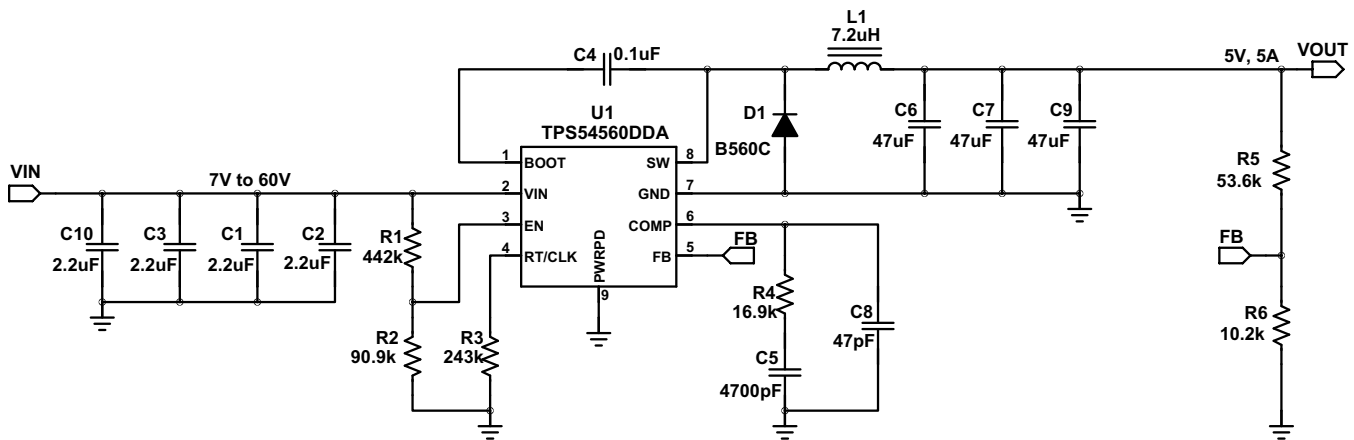 L1
7.2uH
C4
0.1uF
5V, 5A
VOUT
U1
TPS54560DDA
D1
B560C
C6
47uF
C7
47uF
C9
47uF
R5
53.6k
VIN
7V to 60V
1
BOOT
SW
8
2
VIN
GND
7
3
EN
COMP
6
4
RT/CLK
FB
5
PWRPD
9
FB
FB
C10
2.2uF
C3
2.2uF
C1
2.2uF
C2
2.2uF
R1
442k
R2
90.9k
R3
243k
R4
16.9k
C8
47pF
C5
4700pF
R6
10.2k